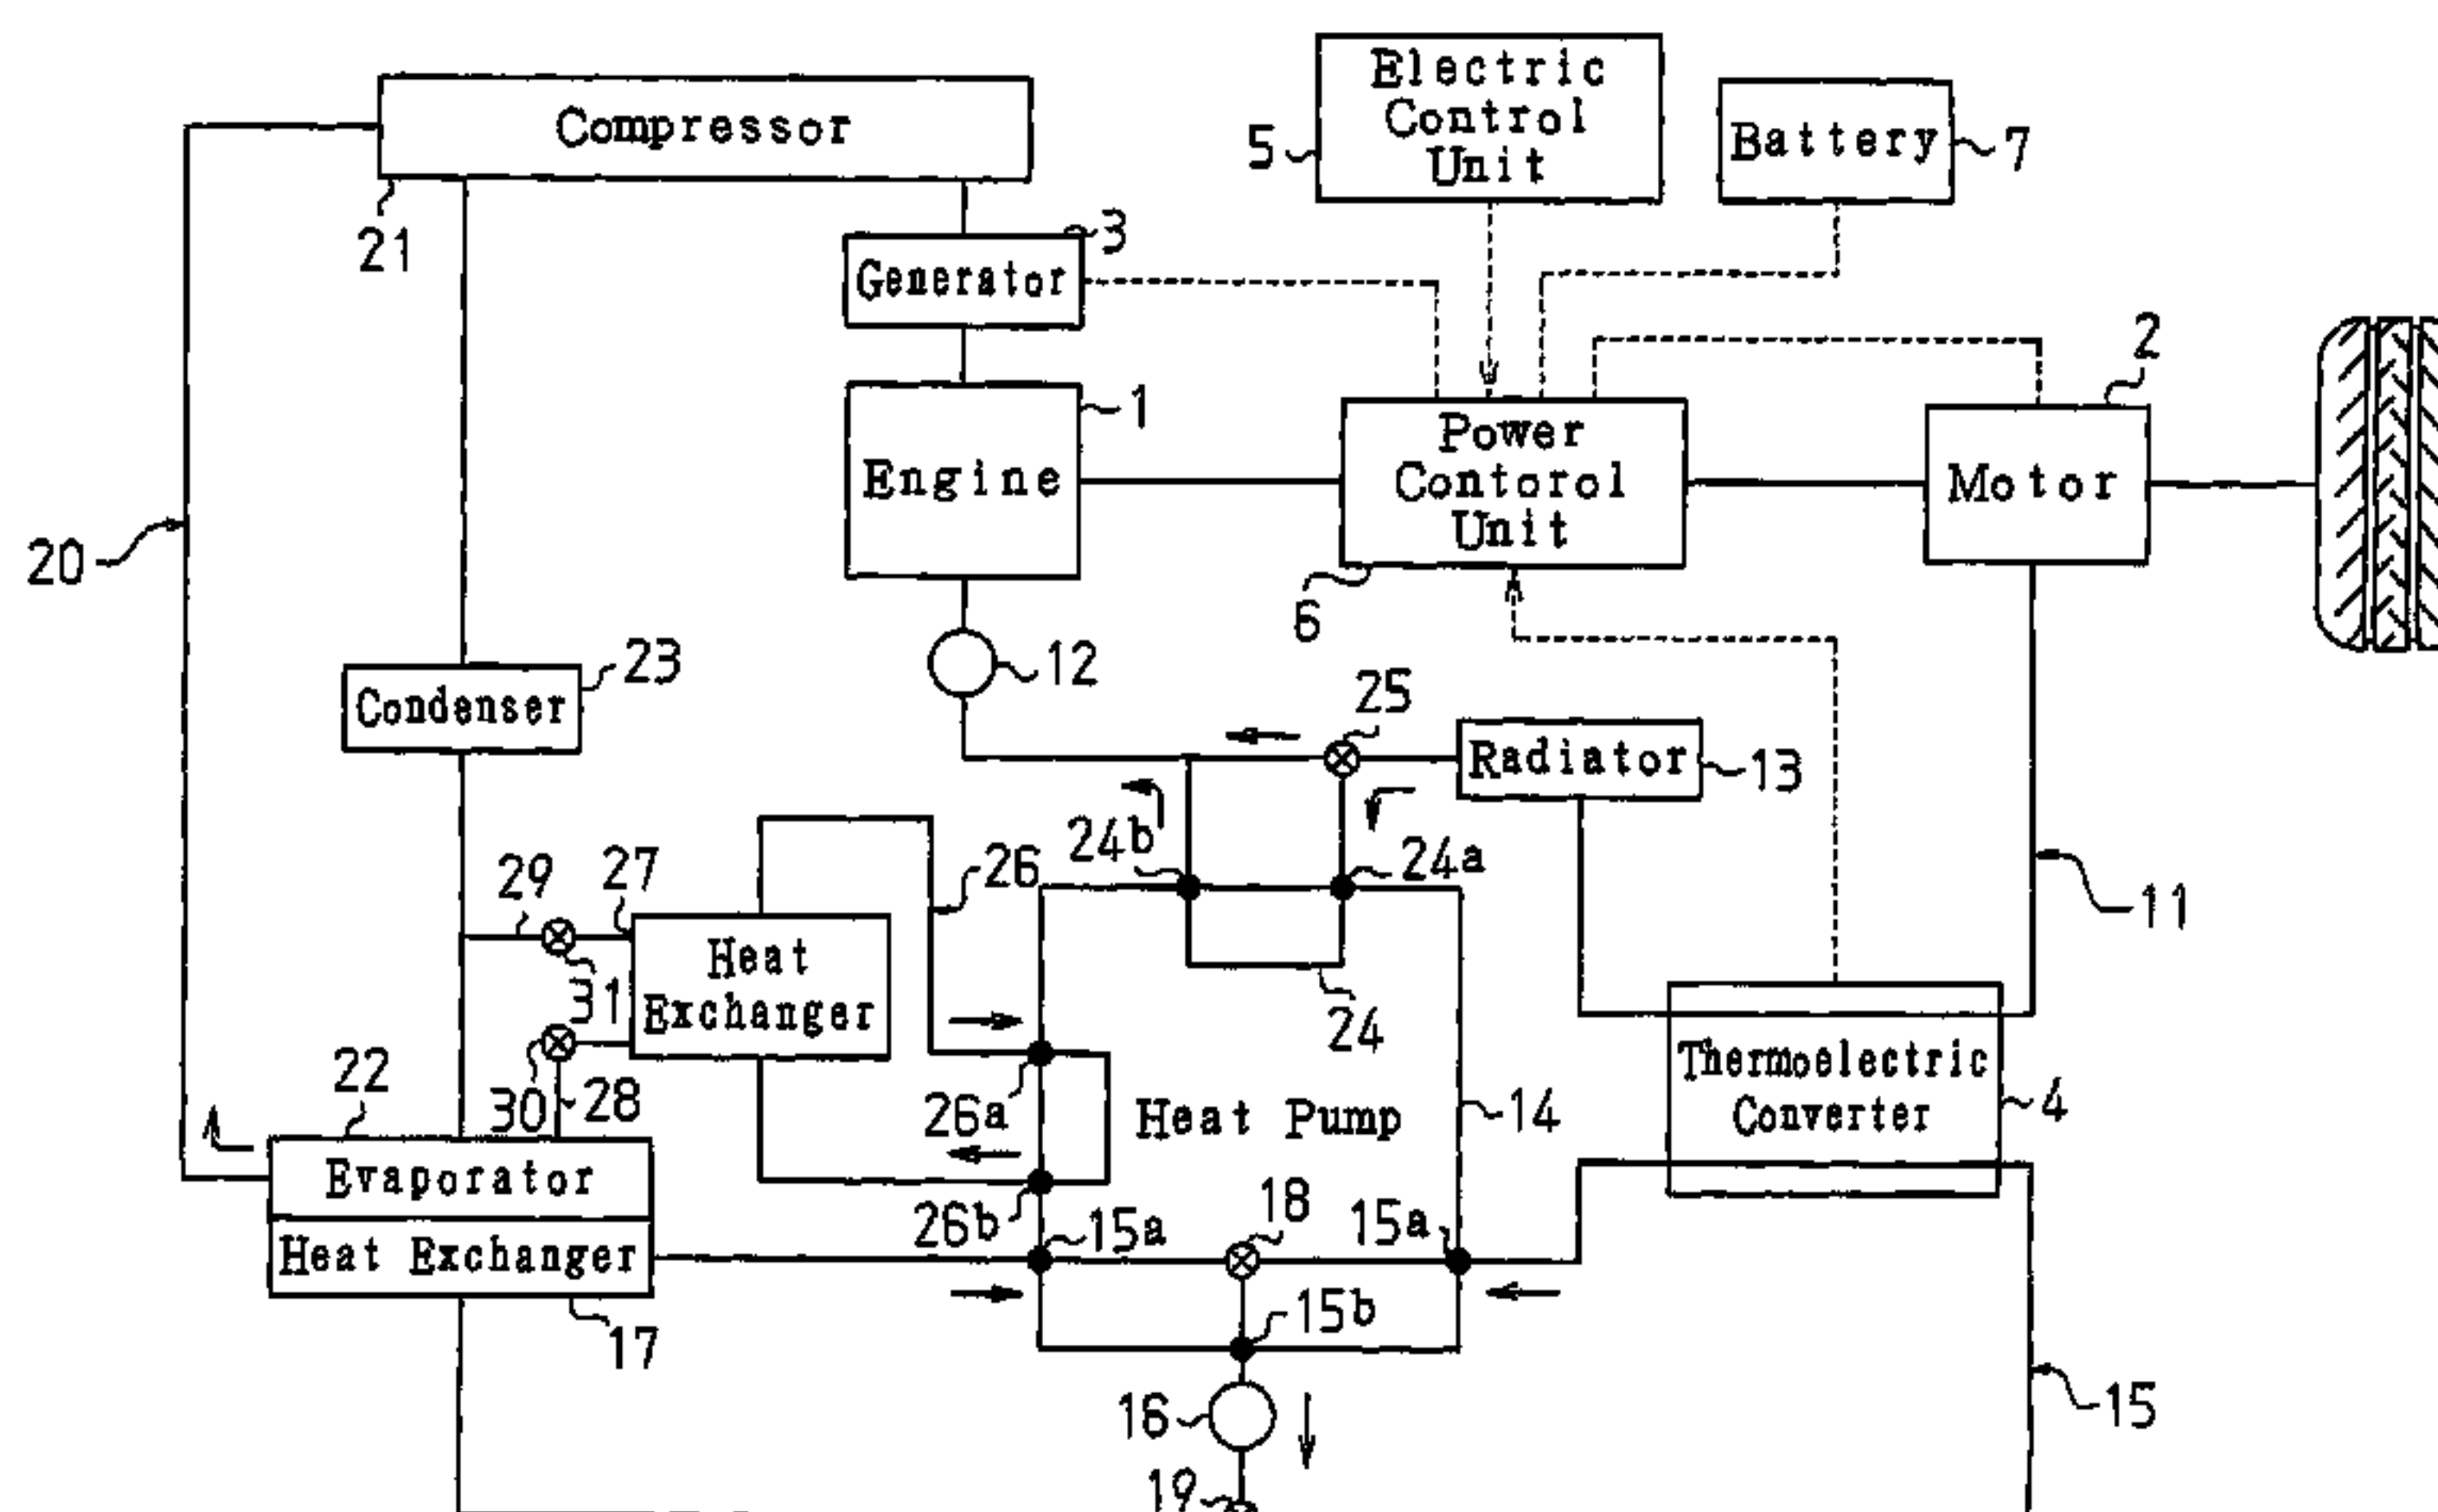 Electric
Control
Unit
5
Battery
7
Compressor
21
3
Generator
2
1
Engine
Power
Contorol
Unit
Motor
20
6
12
23
Condenser
25
Radiator
13
24b
24a
26
29
27
11
Heat
Exchanger
31
24
22
30
28
26a
Heat Pump
14
Thermoelectric
Converter
4
Evaporator
26b
15a
18
15a
Heat Exchanger
17
15b
16
15
19